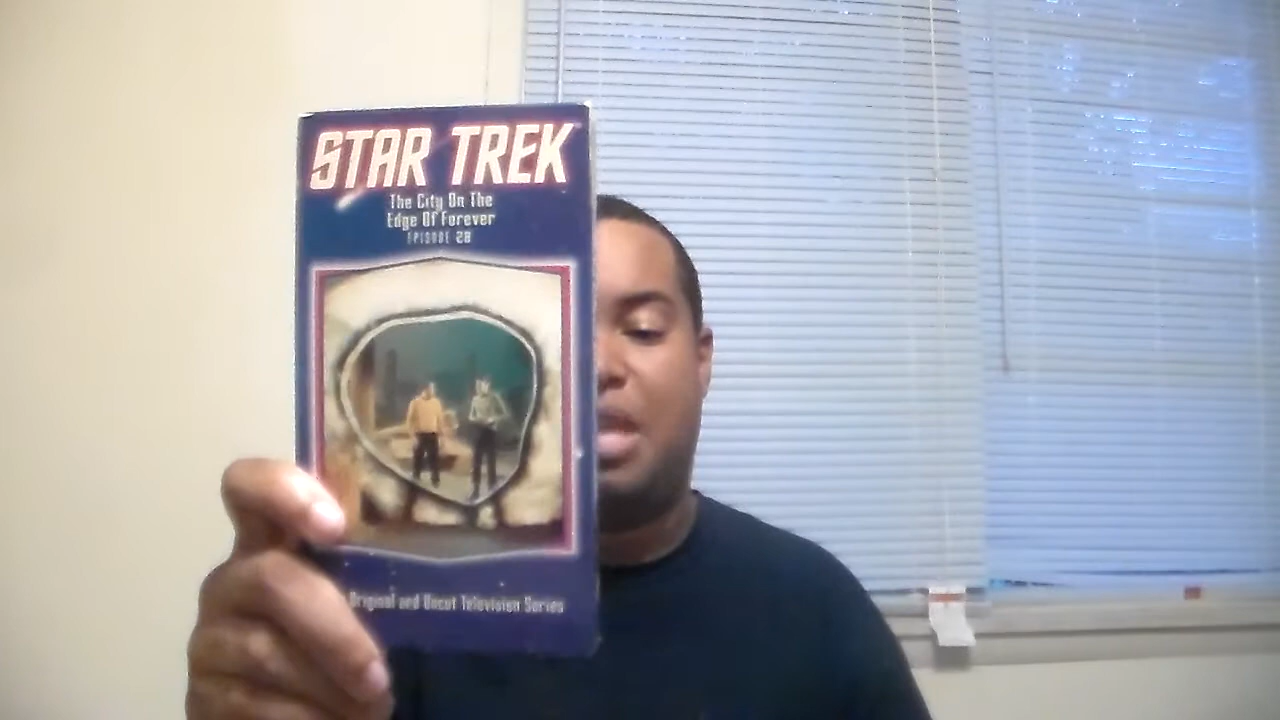 STAR TREK
The City On The
Edge Of Forever
EPISODE 28
Original and Uncut Television Series